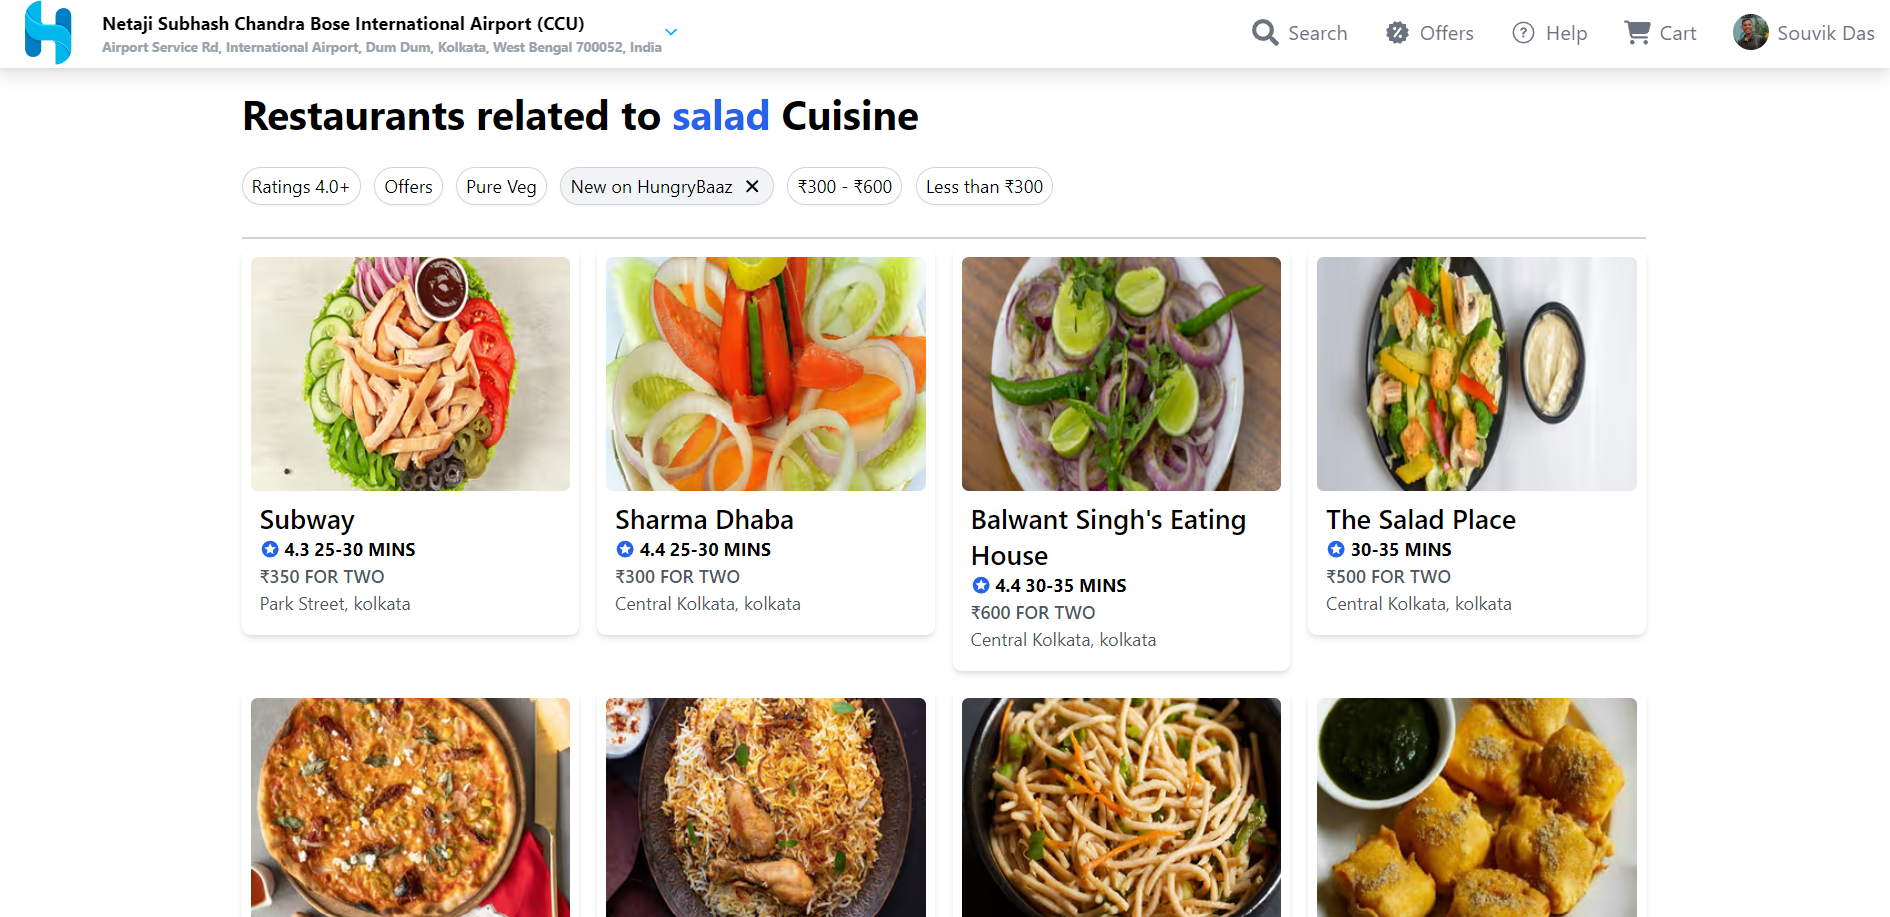 Netaji Subhash Chandra Bose International Airport (CCU)
Airport Service Rd, International Airport, Dum Dum, Kolkata, West Bengal 700052, India
Search
Offers
Help
Cart
Souvik Das
Restaurants related to salad Cuisine
Ratings 4.0+
Offers
Pure Veg
New on HungryBaaz
₹300 - ₹600
Less than ₹300
Subway
4.3 25-30 MINS
₹350 FOR TWO
Park Street, kolkata
Sharma Dhaba
4.4 25-30 MINS
₹300 FOR TWO
Central Kolkata, kolkata
Balwant Singh's Eating
House
4.4 30-35 MINS
₹600 FOR TWO
Central Kolkata, kolkata
The Salad Place
30-35 MINS
₹500 FOR TWO
Central Kolkata, kolkata